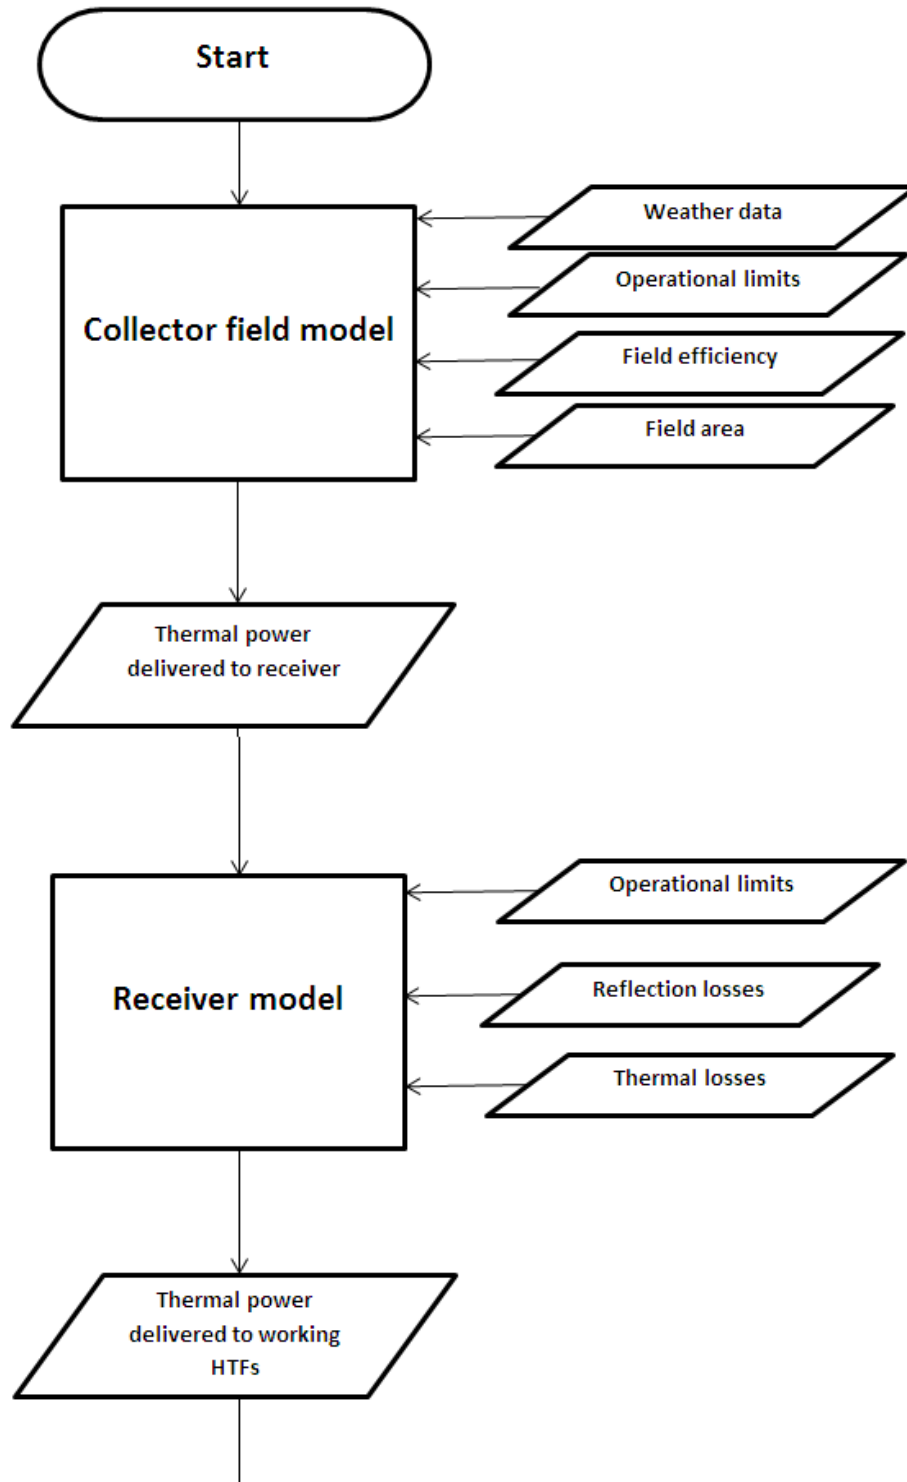 Start
Weather data
Operational limits
Collector field model
Field efficiency
Field area
Thermal power
delivered to receiver
Operational limits
Receiver model
Reflection losses
Thermal losses
Thermal power
delivered to working
HTFs